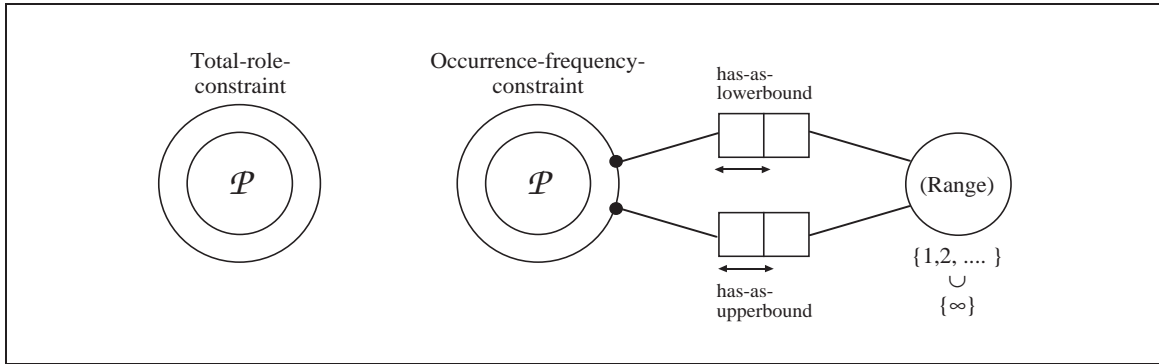 Total-role-
constraint
𝒫
Occurrence-frequency-
constraint
𝒫
has-as-
lowerbound
has-as-
upperbound
(Range)
{1,2, .... }
∪
{∞}